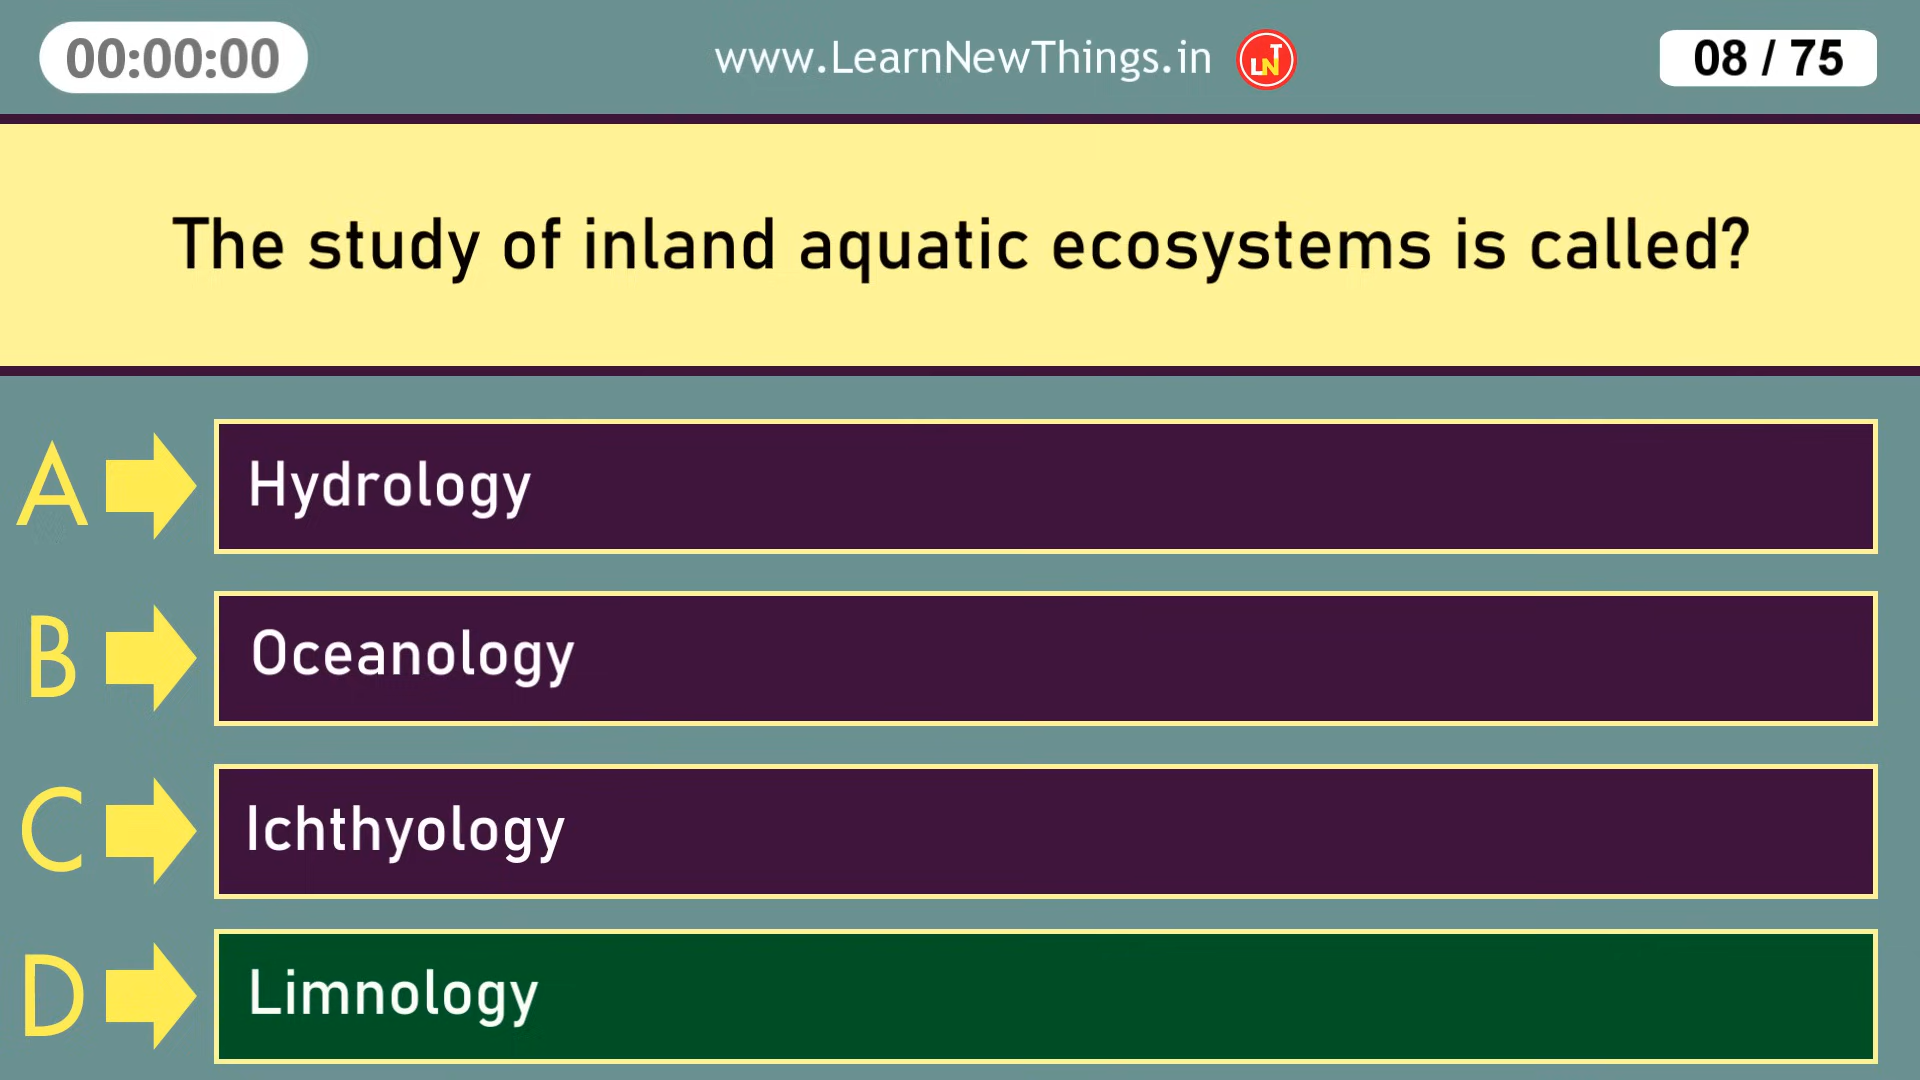 00:00:00
www.LearnNewThings.in
LNT
08 / 75
The study of inland aquatic ecosystems is called?
A
Hydrology
B
Oceanology
C
Ichthyology
D
Limnology